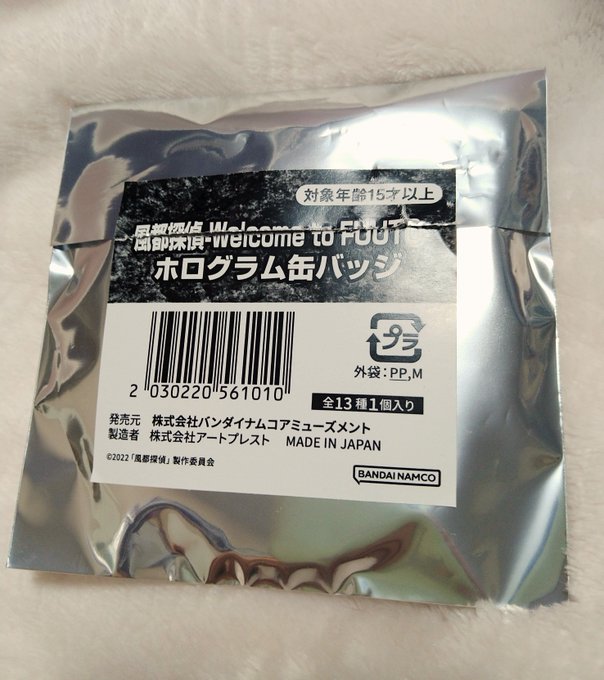 対象年齢15才以上
風都探偵-Welcome to FUUT
ホログラム缶バッジ
プラ
外袋:PP,M
2 030220 561010
全13種1個入り
発売元 株式会社バンダイナムコアミューズメント
製造者 株式会社アートプレスト MADE IN JAPAN
©2022「風都探偵」製作委員会
BANDAI NAMCO